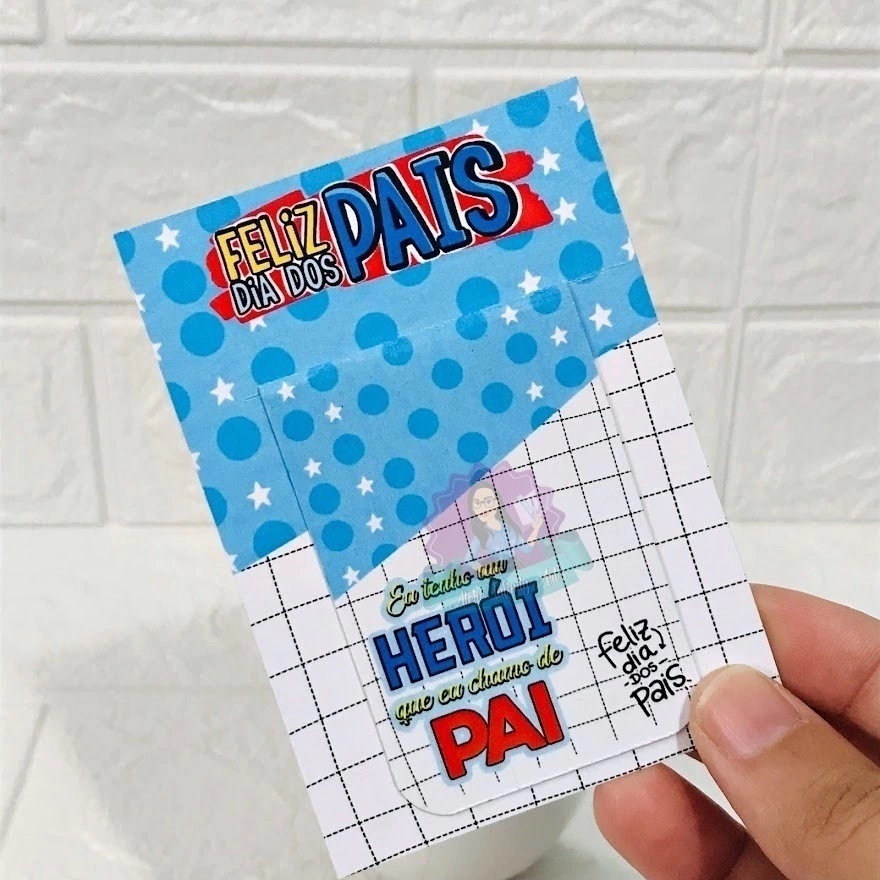 FELIZ
DIA DOS
PAIS
Eu tenho um
HERÓI
que eu chamo de
PAI
feliz
dia
DOS
pais